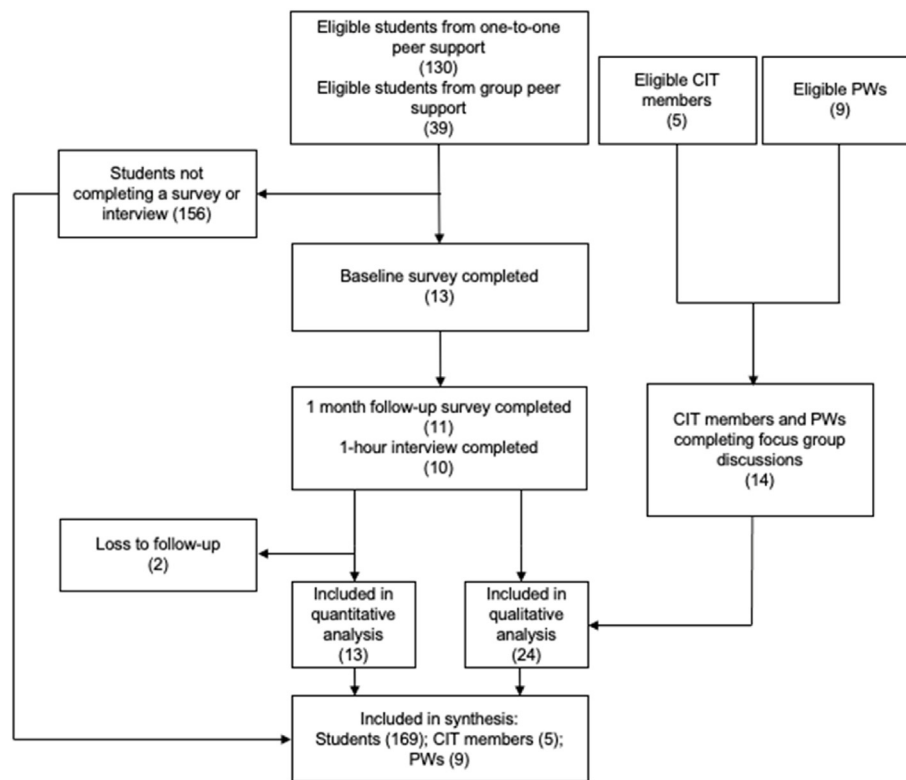 Eligible students from one-to-one
peer support
(130)
Eligible students from group peer
support
(39)
Eligible CIT
members
(5)
Eligible PWs
(9)
Students not
completing a survey or
interview (156)
Baseline survey completed
(13)
1 month follow-up survey completed
(11)
1-hour interview completed
(10)
CIT members and PWs
completing focus group
discussions
(14)
Loss to follow-up
(2)
Included in
quantitative
analysis
(13)
Included in
qualitative
analysis
(24)
Included in synthesis:
Students (169); CIT members (5);
PWs (9)